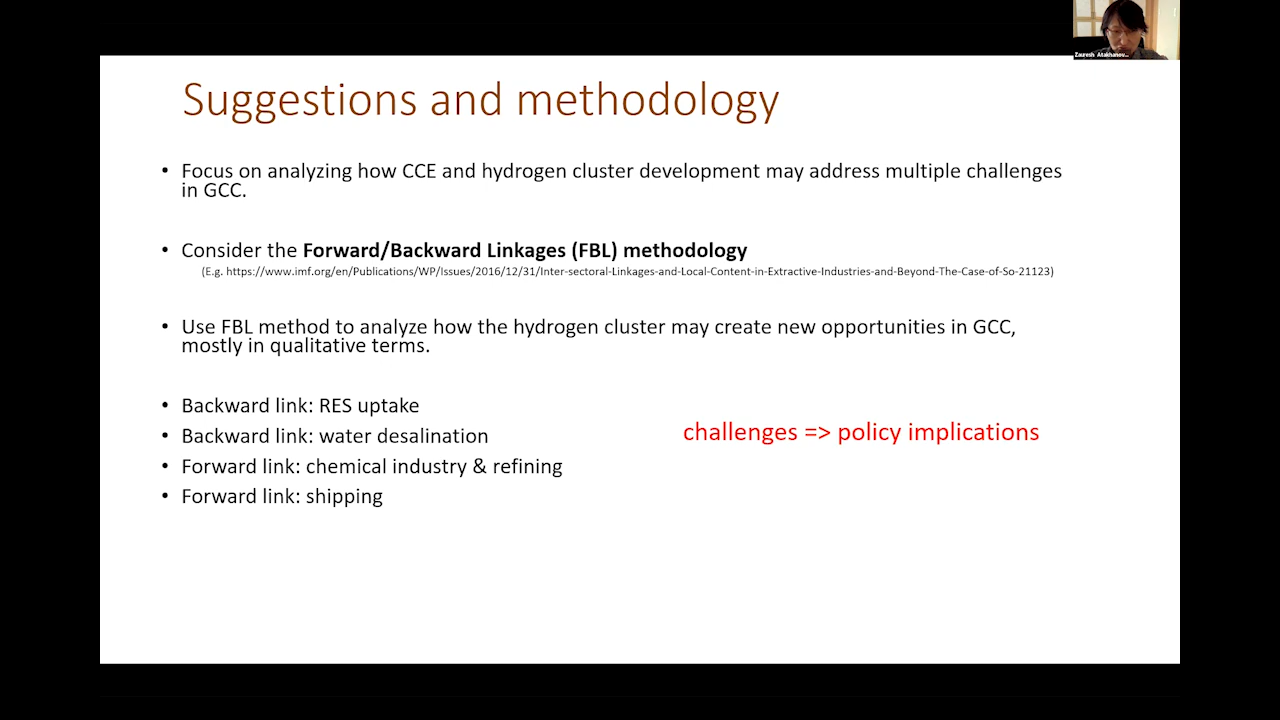 Zauresh Atakhanov...
Suggestions and methodology
• Focus on analyzing how CCE and hydrogen cluster development may address multiple challenges
in GCC.
• Consider the Forward/Backward Linkages (FBL) methodology
(E.g. https://www.imf.org/en/Publications/WP/Issues/2016/12/31/Inter-sectoral-Linkages-and-Local-Content-in-Extractive-Industries-and-Beyond-The-Case-of-So-21123)
• Use FBL method to analyze how the hydrogen cluster may create new opportunities in GCC,
mostly in qualitative terms.
• Backward link: RES uptake
• Backward link: water desalination
• Forward link: chemical industry & refining
• Forward link: shipping
challenges => policy implications